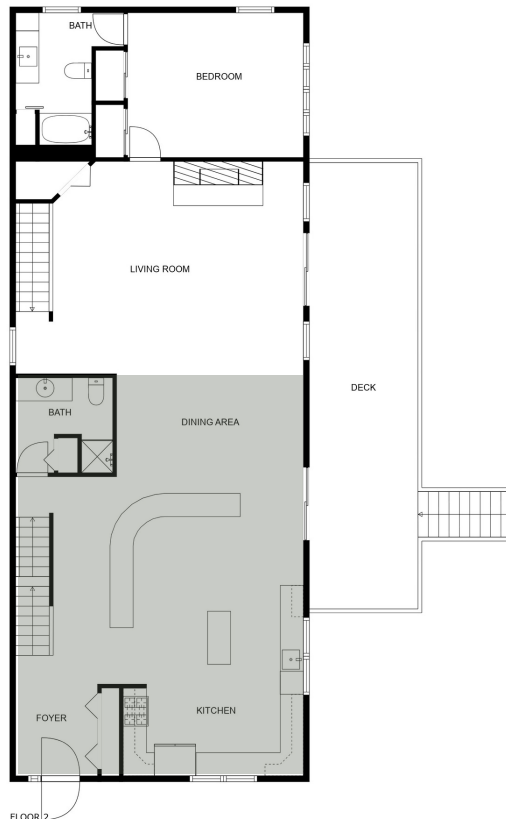 BATH
BEDROOM
LIVING ROOM
DECK
BATH
DINING AREA
FOYER
KITCHEN
FLOOR 2